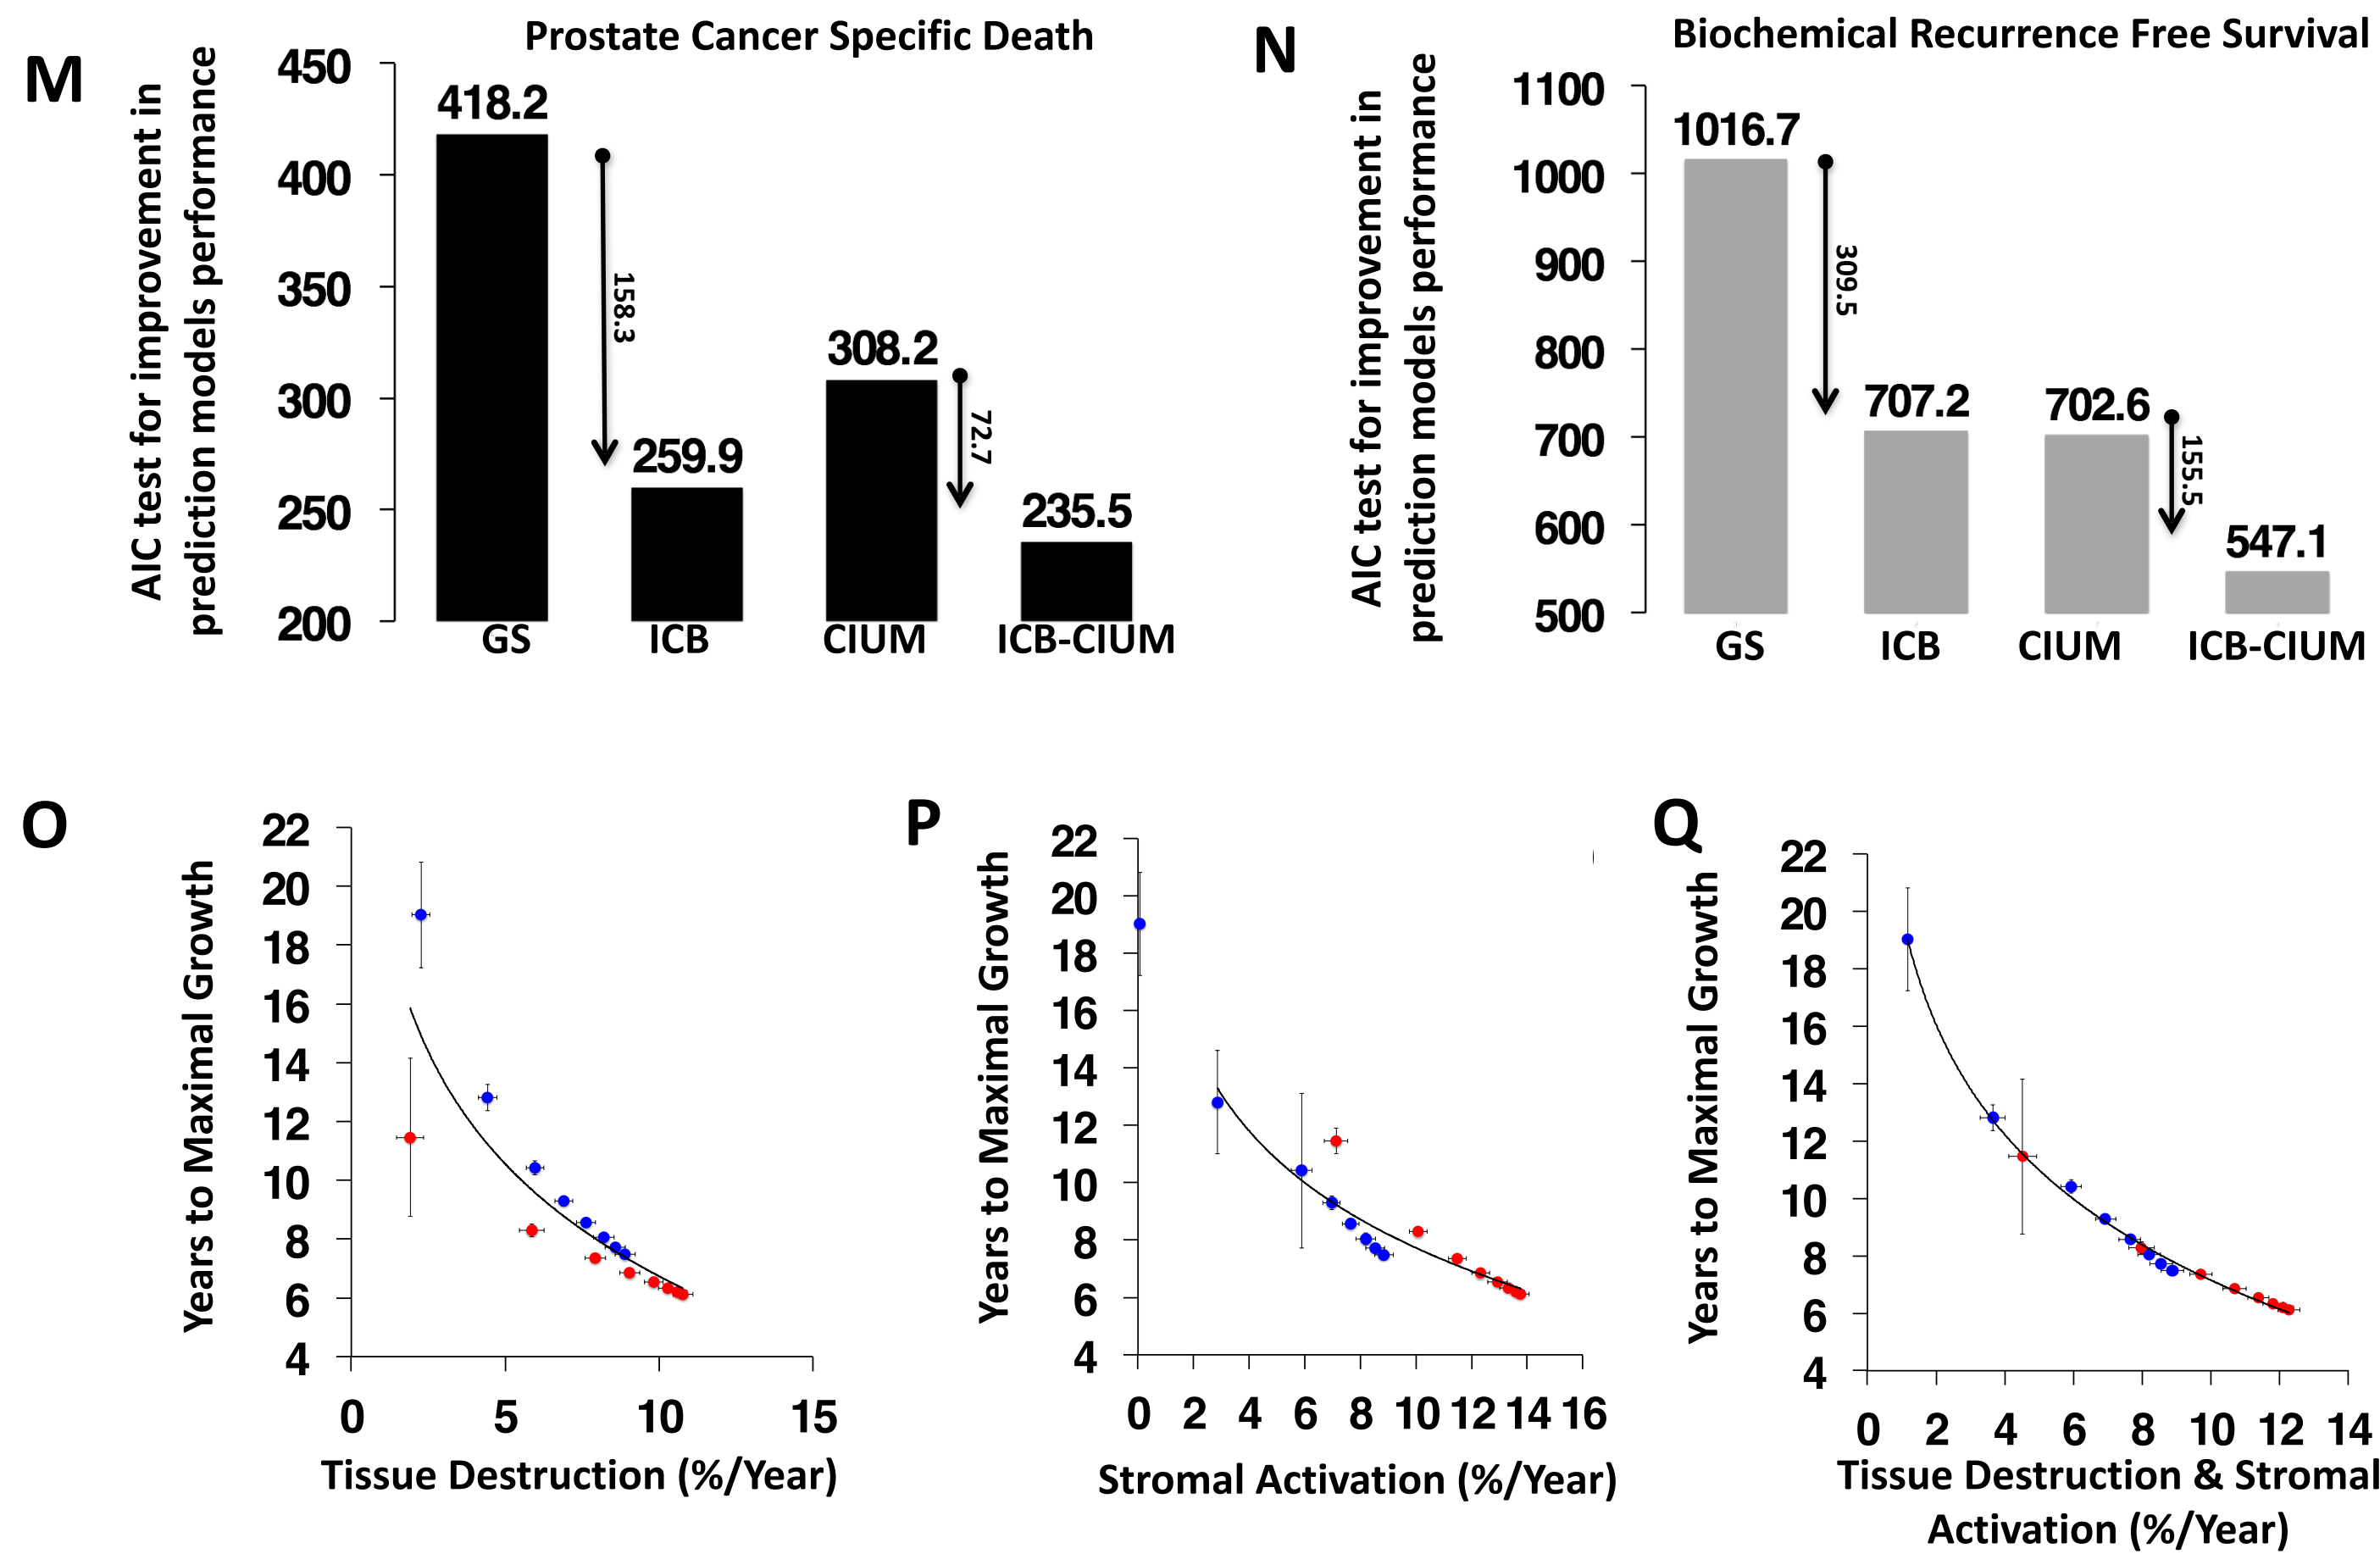 M
Prostate Cancer Specific Death
AIC test for improvement in
prediction models performance
450
400
350
300
250
200
418.2
158.3
259.9
308.2
72.7
235.5
GS ICB CIUM ICB-CIUM
N
Biochemical Recurrence Free Survival
AIC test for improvement in
prediction models performance
1100
1000
900
800
700
600
500
1016.7
309.5
707.2
702.6
155.5
547.1
GS ICB CIUM ICB-CIUM
O
Years to Maximal Growth
22
20
18
16
14
12
10
8
6
4
0 5 10 15
Tissue Destruction (%/Year)
P
Years to Maximal Growth
22
20
18
16
14
12
10
8
6
4
0 2 4 6 8 10 12 14 16
Stromal Activation (%/Year)
Q
Years to Maximal Growth
22
20
18
16
14
12
10
8
6
4
0 2 4 6 8 10 12 14
Tissue Destruction & Stromal
Activation (%/Year)